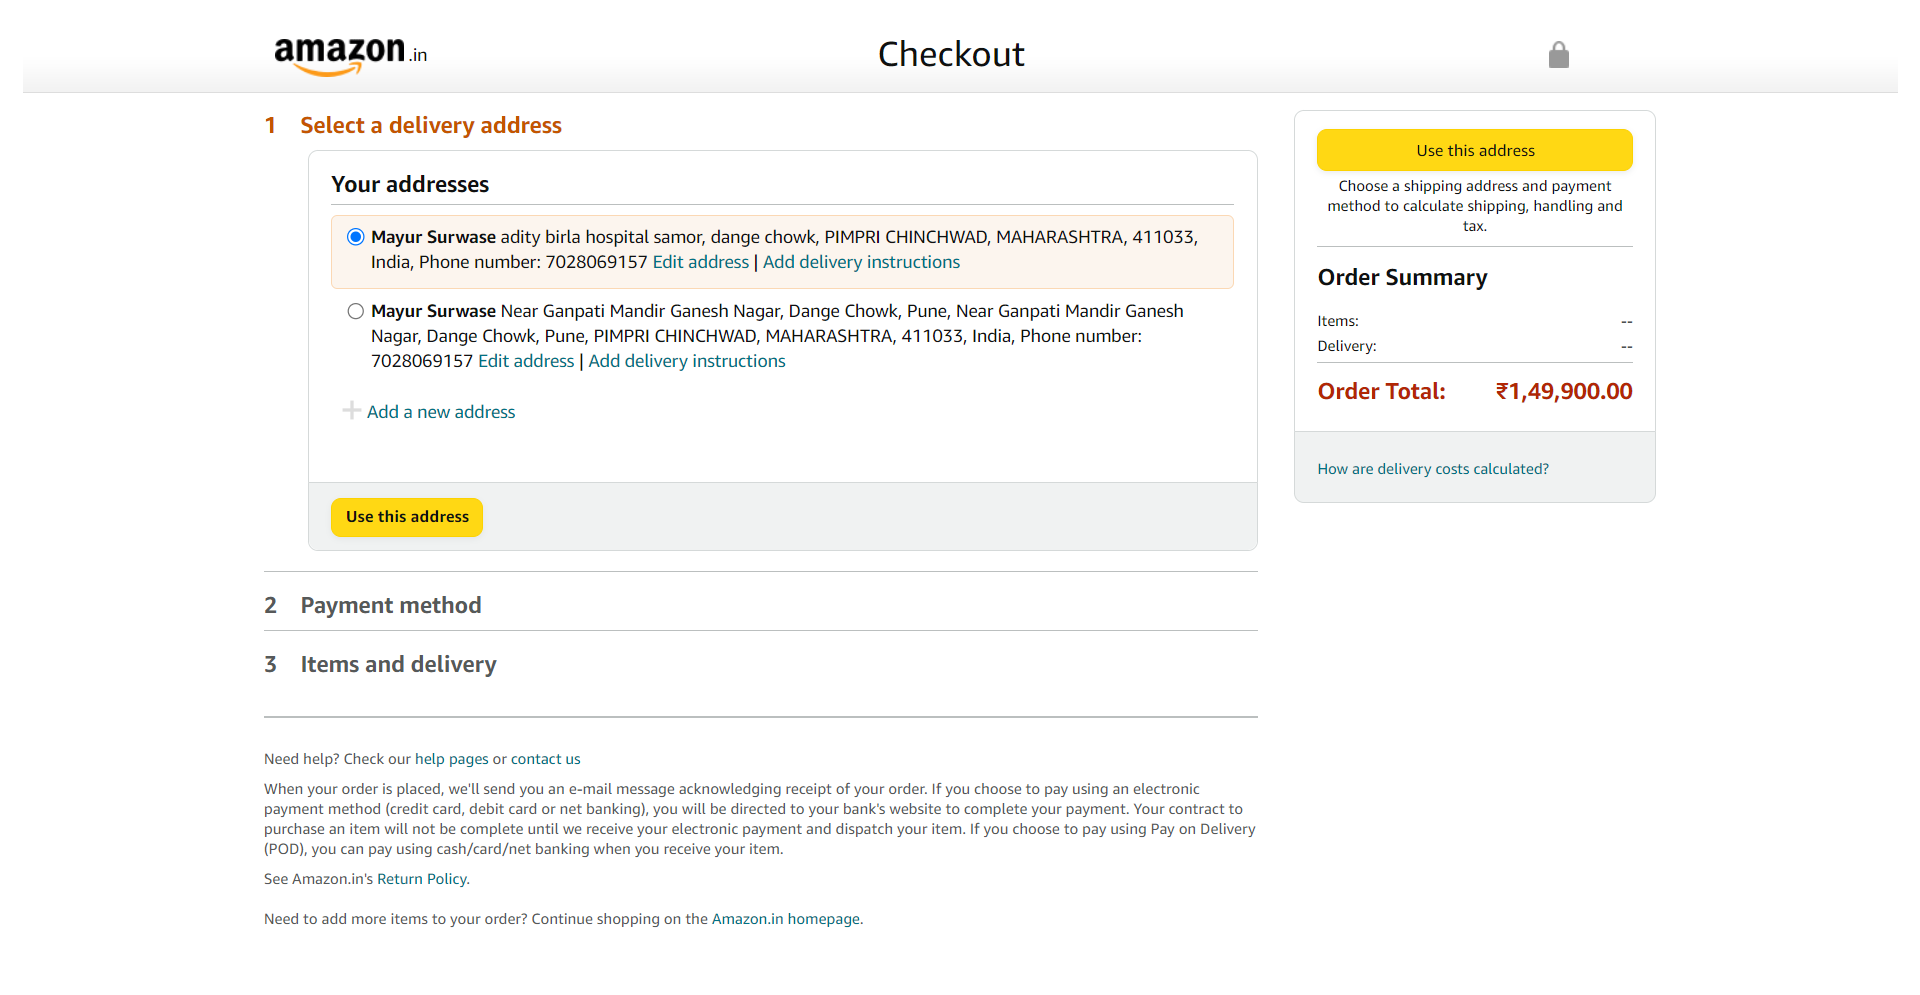 amazon.in
Checkout
1 Select a delivery address
Your addresses
Mayur Surwase adity birla hospital samor, dange chowk, PIMPRI CHINCHWAD, MAHARASHTRA, 411033,
India, Phone number: 7028069157 Edit address | Add delivery instructions
Mayur Surwase Near Ganpati Mandir Ganesh Nagar, Dange Chowk, Pune, Near Ganpati Mandir Ganesh
Nagar, Dange Chowk, Pune, PIMPRI CHINCHWAD, MAHARASHTRA, 411033, India, Phone number:
7028069157 Edit address | Add delivery instructions
Add a new address
Use this address
2 Payment method
3 Items and delivery
Need help? Check our help pages or contact us
When your order is placed, we'll send you an e-mail message acknowledging receipt of your order. If you choose to pay using an electronic
payment method (credit card, debit card or net banking), you will be directed to your bank's website to complete your payment. Your contract to
purchase an item will not be complete until we receive your electronic payment and dispatch your item. If you choose to pay using Pay on Delivery
(POD), you can pay using cash/card/net banking when you receive your item.
See Amazon.in's Return Policy.
Need to add more items to your order? Continue shopping on the Amazon.in homepage.
Use this address
Choose a shipping address and payment
method to calculate shipping, handling and
tax.
Order Summary
Items: --
Delivery: --
Order Total: ₹1,49,900.00
How are delivery costs calculated?